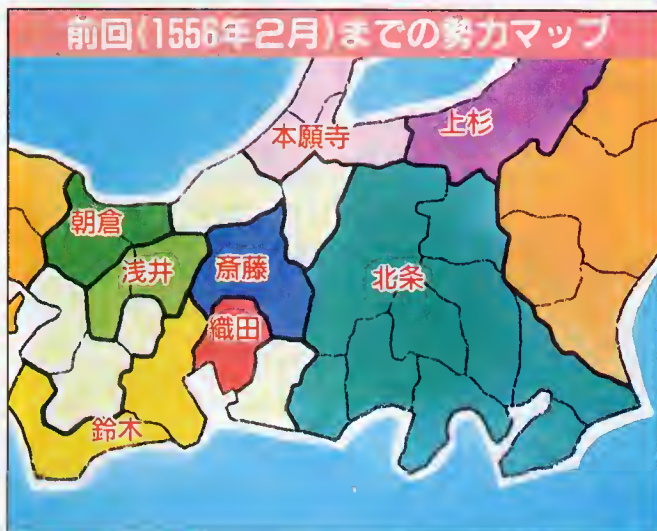 前回(1556年2月)までの勢力マップ
本願寺
上杉
朝倉
浅井
斎藤
北条
織田
鈴木